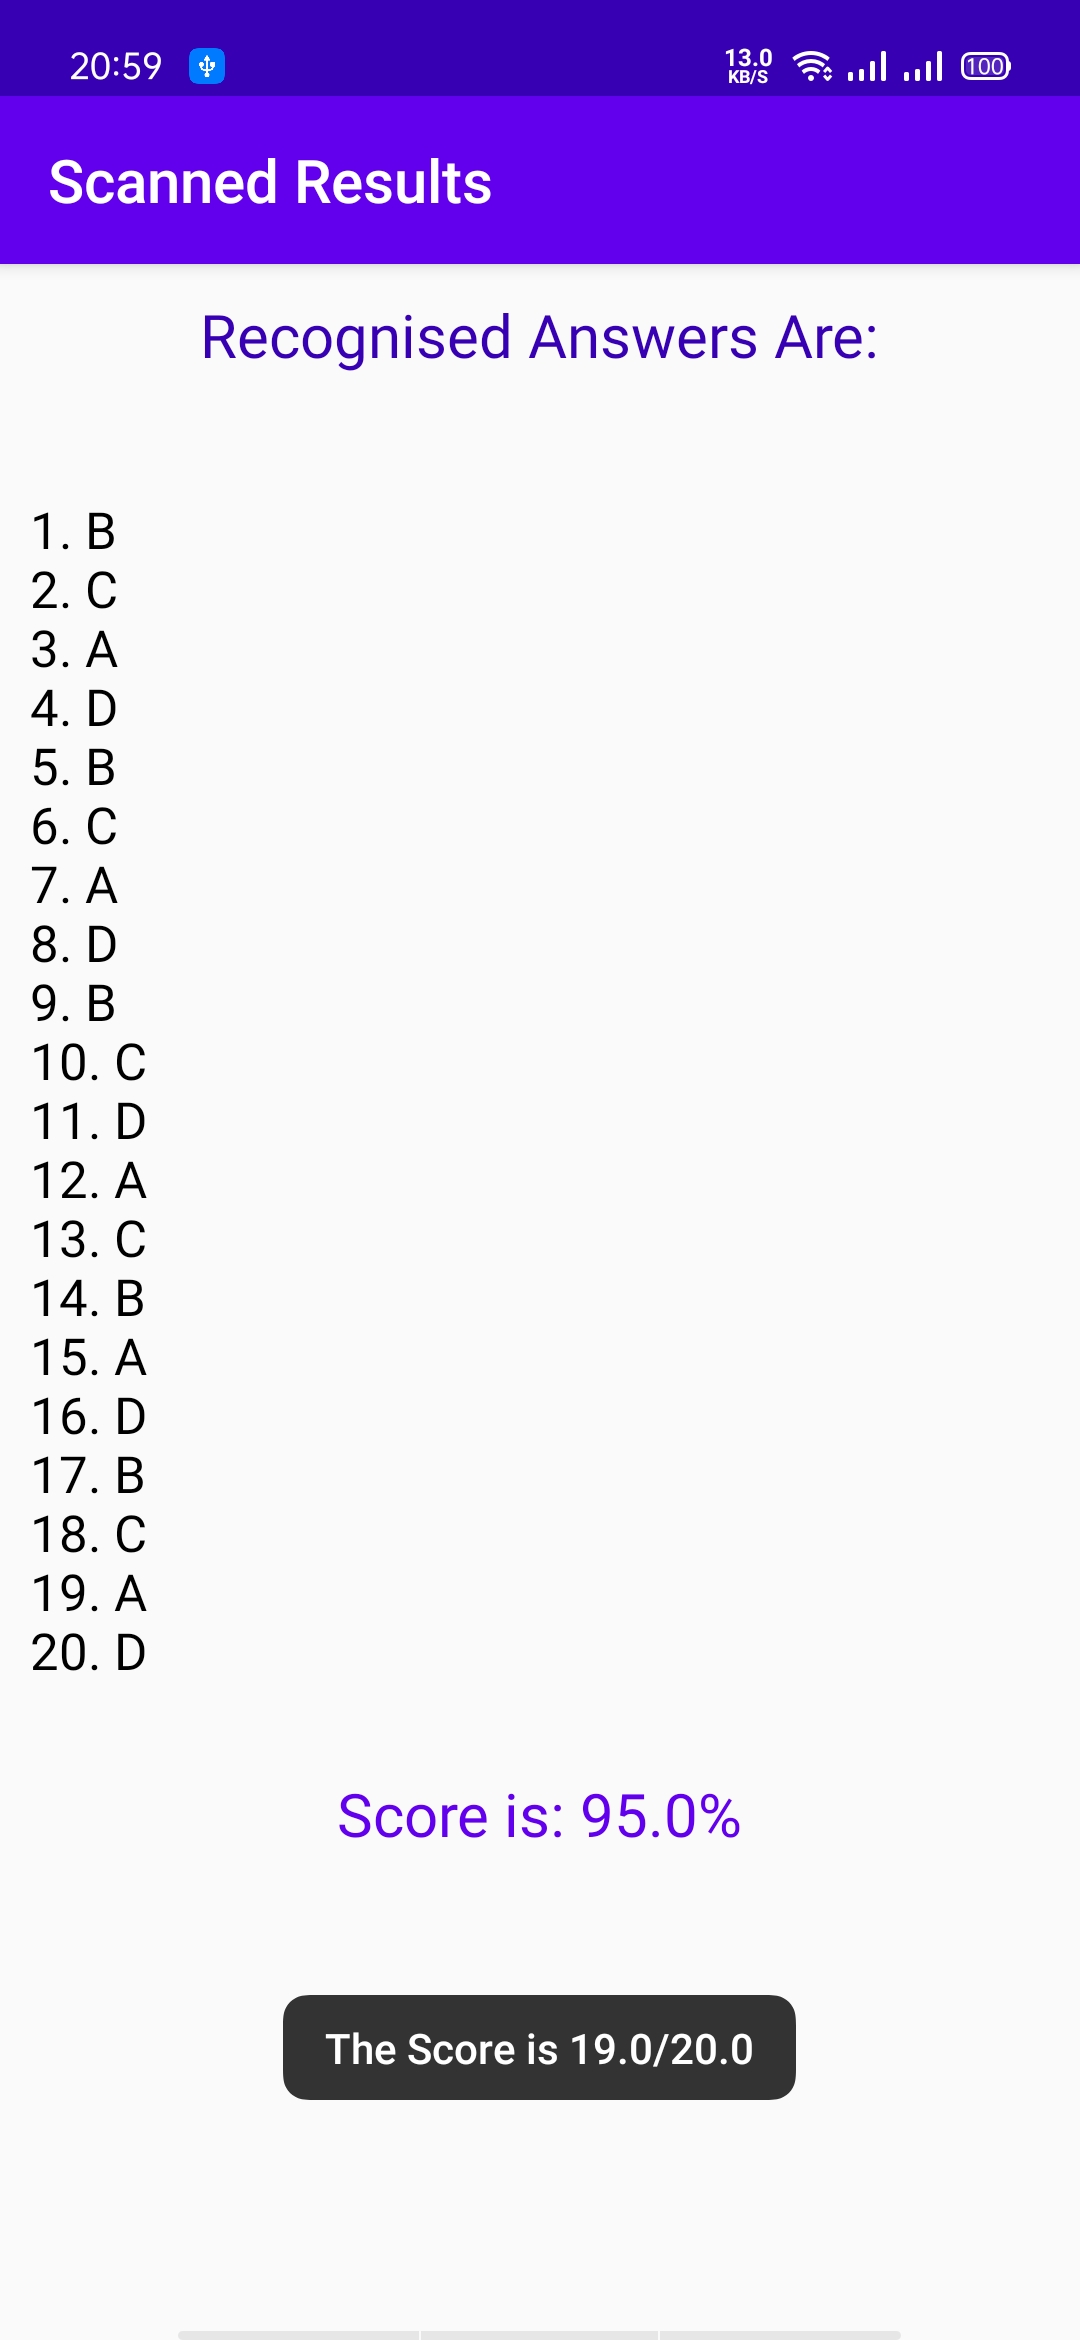 20:59 13.0 KB/S 100
Scanned Results
Recognised Answers Are:
1. B
2. C
3. A
4. D
5. B
6. C
7. A
8. D
9. B
10. C
11. D
12. A
13. C
14. B
15. A
16. D
17. B
18. C
19. A
20. D
Score is: 95.0%
The Score is 19.0/20.0